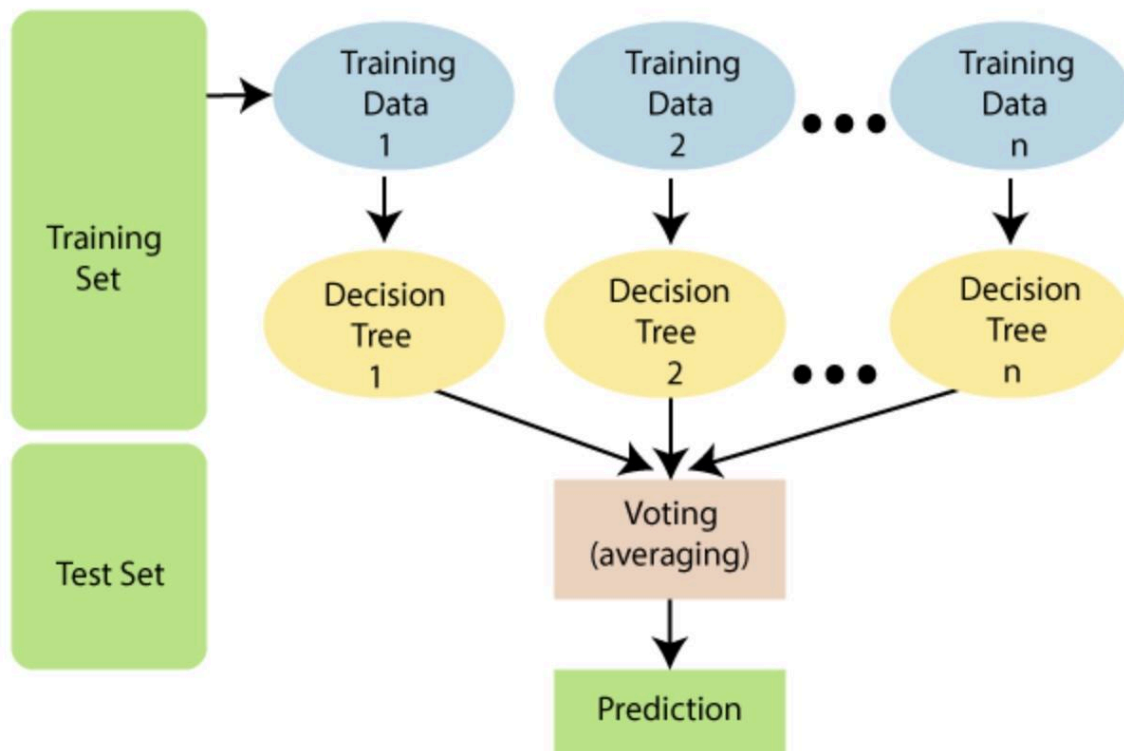 Training
Set
Test Set
Training
Data
1
Training
Data
2
Training
Data
n
Decision
Tree
1
Decision
Tree
2
Decision
Tree
n
Voting
(averaging)
Prediction